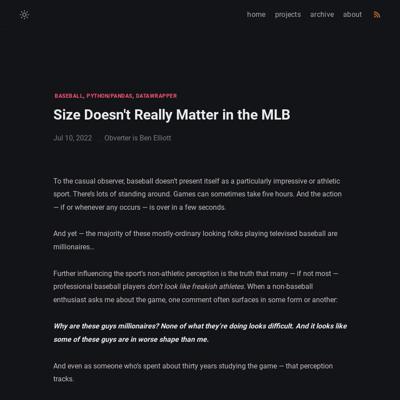 home projects archive about
BASEBALL, PYTHON/PANDAS, DATAWRAPPER
Size Doesn't Really Matter in the MLB
Jul 10, 2022 Obverter is Ben Elliott
To the casual observer, baseball doesn't present itself as a particularly impressive or athletic
sport. There's lots of standing around. Games can sometimes take five hours. And the action
— if or whenever any occurs — is over in a few seconds.
And yet — the majority of these mostly-ordinary looking folks playing televised baseball are
millionaires…
Further influencing the sport's non-athletic perception is the truth that many — if not most —
professional baseball players don't look like freakish athletes. When a non-baseball
enthusiast asks me about the game, one comment often surfaces in some form or another:
Why are these guys millionaires? None of what they're doing looks difficult. And it looks like
some of these guys are in worse shape than me.
And even as someone who's spent about thirty years studying the game — that perception
tracks.